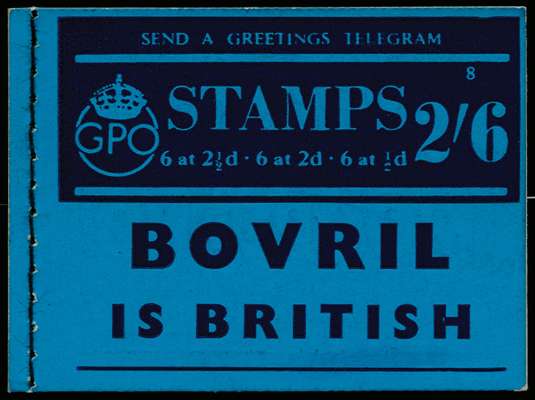 SEND A GREETINGS TELEGRAM
8
GPO
STAMPS 2/6
6 at 2½d · 6 at 2d · 6 at ½d
BOVRIL
IS BRITISH